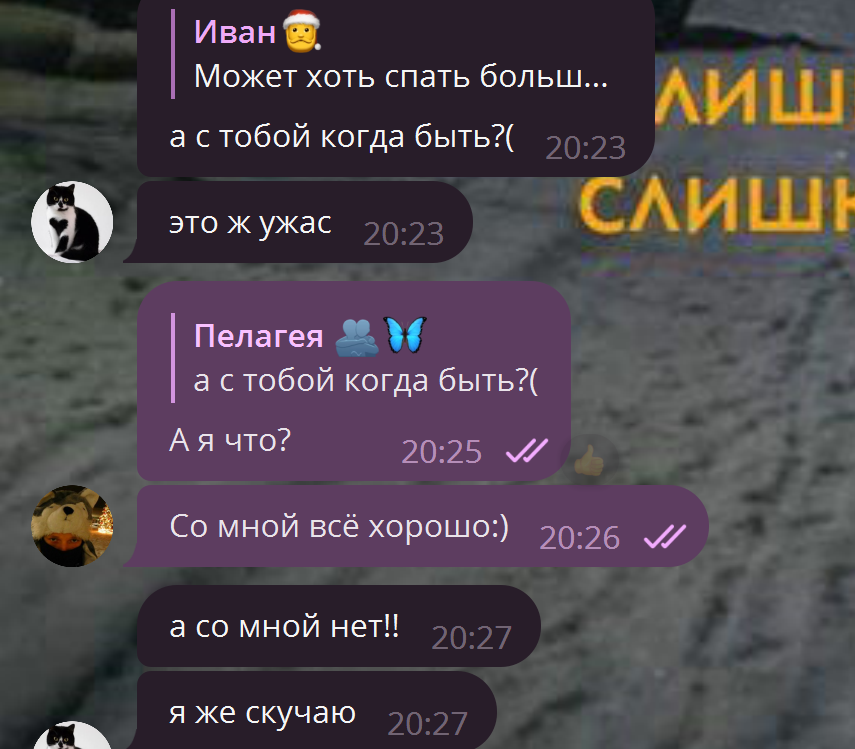 Иван🎅
Может хоть спать больш...
а с тобой когда быть?(
20:23
это ж ужас
20:23
Пелагея 🫂🦋
а с тобой когда быть?(
А я что?
20:25
Со мной всё хорошо:)
20:26
а со мной нет!!
20:27
я же скучаю
20:27